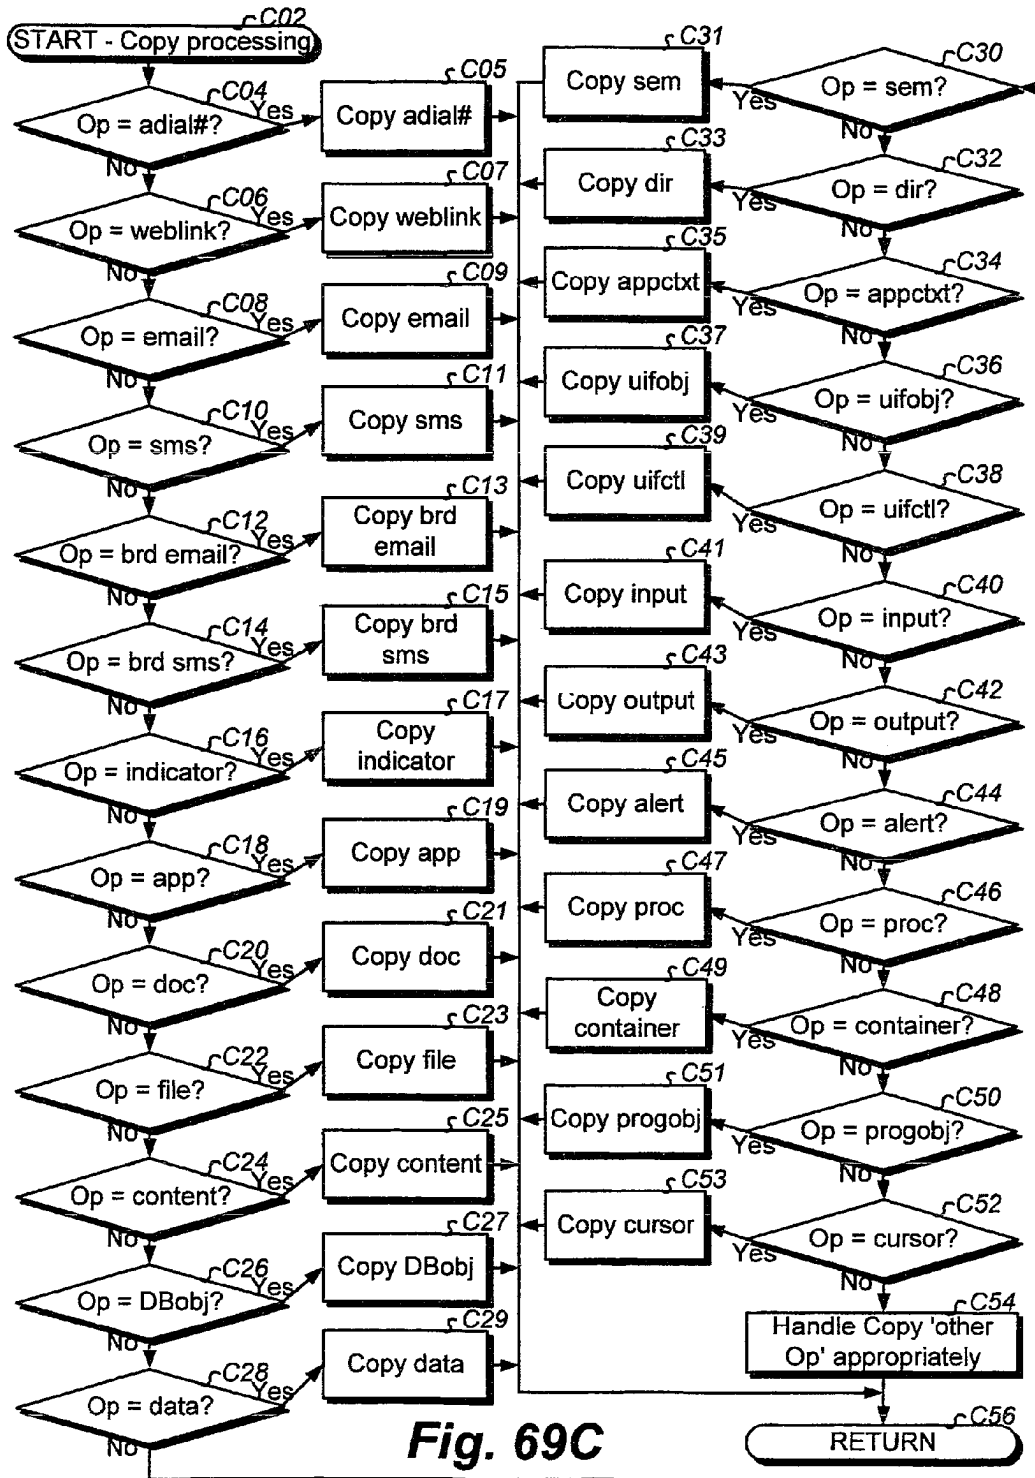 C02
START - Copy processing
C04
Op = adial#?
Yes
No
C05
Copy adial#
C06
Op = weblink?
Yes
No
C07
Copy weblink
C08
Op = email?
Yes
No
C09
Copy email
C10
Op = sms?
Yes
No
C11
Copy sms
C12
Op = brd email?
Yes
No
C13
Copy brd
email
C14
Op = brd sms?
Yes
No
C15
Copy brd
sms
C16
Op = indicator?
Yes
No
C17
Copy
indicator
C18
Op = app?
Yes
No
C19
Copy app
C20
Op = doc?
Yes
No
C21
Copy doc
C22
Op = file?
Yes
No
C23
Copy file
C24
Op = content?
Yes
No
C25
Copy content
C26
Op = DBobj?
Yes
No
C27
Copy DBobj
C28
Op = data?
Yes
No
C29
Copy data
C30
Op = sem?
Yes
No
C31
Copy sem
C32
Op = dir?
Yes
No
C33
Copy dir
C34
Op = appctxt?
Yes
No
C35
Copy appctxt
C36
Op = uifobj?
Yes
No
C37
Copy uifobj
C38
Op = uifctl?
Yes
No
C39
Copy uifctl
C40
Op = input?
Yes
No
C41
Copy input
C42
Op = output?
Yes
No
C43
Copy output
C44
Op = alert?
Yes
No
C45
Copy alert
C46
Op = proc?
Yes
No
C47
Copy proc
C48
Op = container?
Yes
No
C49
Copy
container
C50
Op = progobj?
Yes
No
C51
Copy progobj
C52
Op = cursor?
Yes
No
C53
Copy cursor
C54
Handle Copy 'other
Op' appropriately
C56
RETURN
Fig. 69C